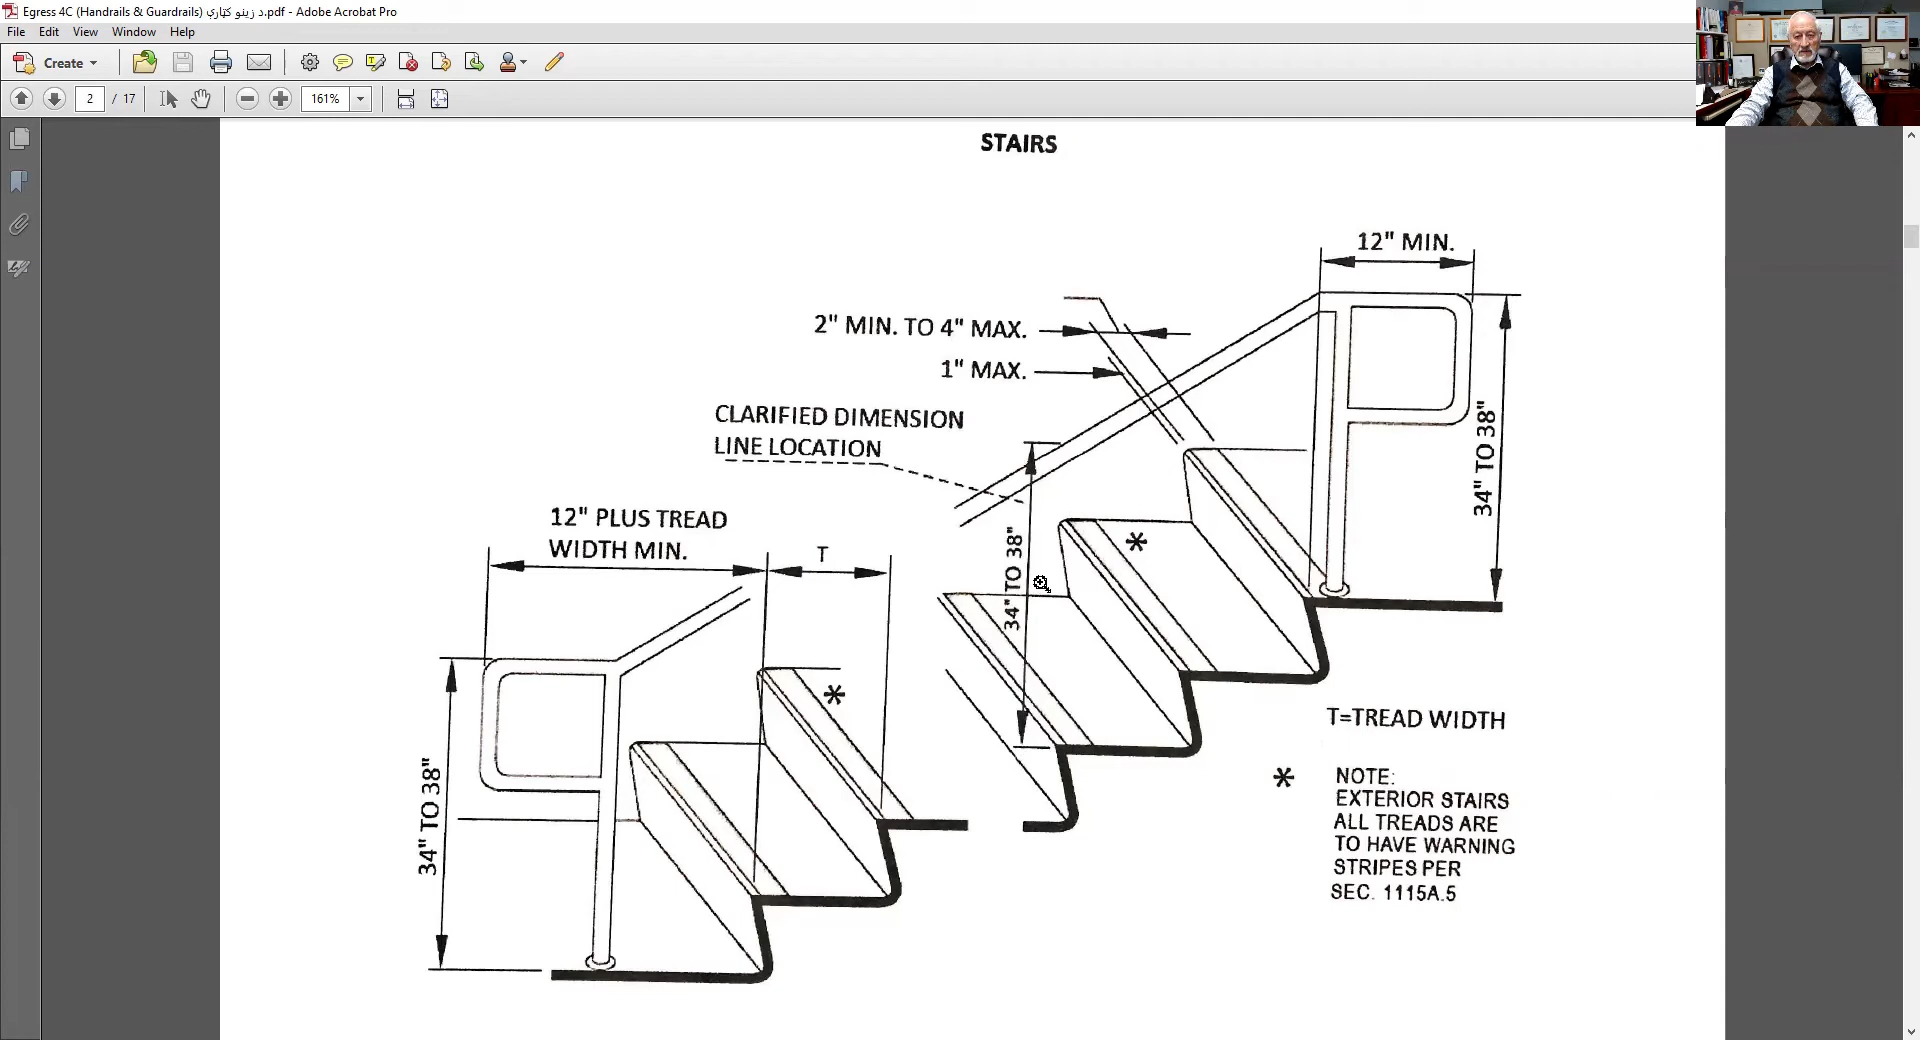 Egress 4C (Handrails & Guardrails) د زينو کټارې.pdf - Adobe Acrobat Pro
File Edit View Window Help
Create
2 / 17 161%
STAIRS
12" MIN.
2" MIN. TO 4" MAX.
1" MAX.
CLARIFIED DIMENSION
LINE LOCATION
34" TO 38"
12" PLUS TREAD
WIDTH MIN.
T
34" TO 38"
34" TO 38"
T=TREAD WIDTH
* NOTE:
EXTERIOR STAIRS
ALL TREADS ARE
TO HAVE WARNING
STRIPES PER
SEC. 1115A.5
*
*